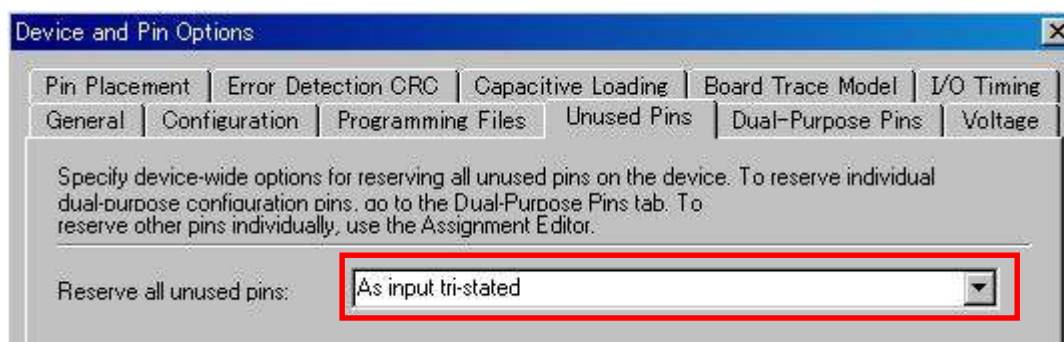 Device and Pin Options
Pin Placement Error Detection CRC Capacitive Loading Board Trace Model I/O Timing
General Configuration Programming Files Unused Pins Dual-Purpose Pins Voltage
Specify device-wide options for reserving all unused pins on the device. To reserve individual
dual-purpose configuration pins, go to the Dual-Purpose Pins tab. To
reserve other pins individually, use the Assignment Editor.
Reserve all unused pins: As input tri-stated